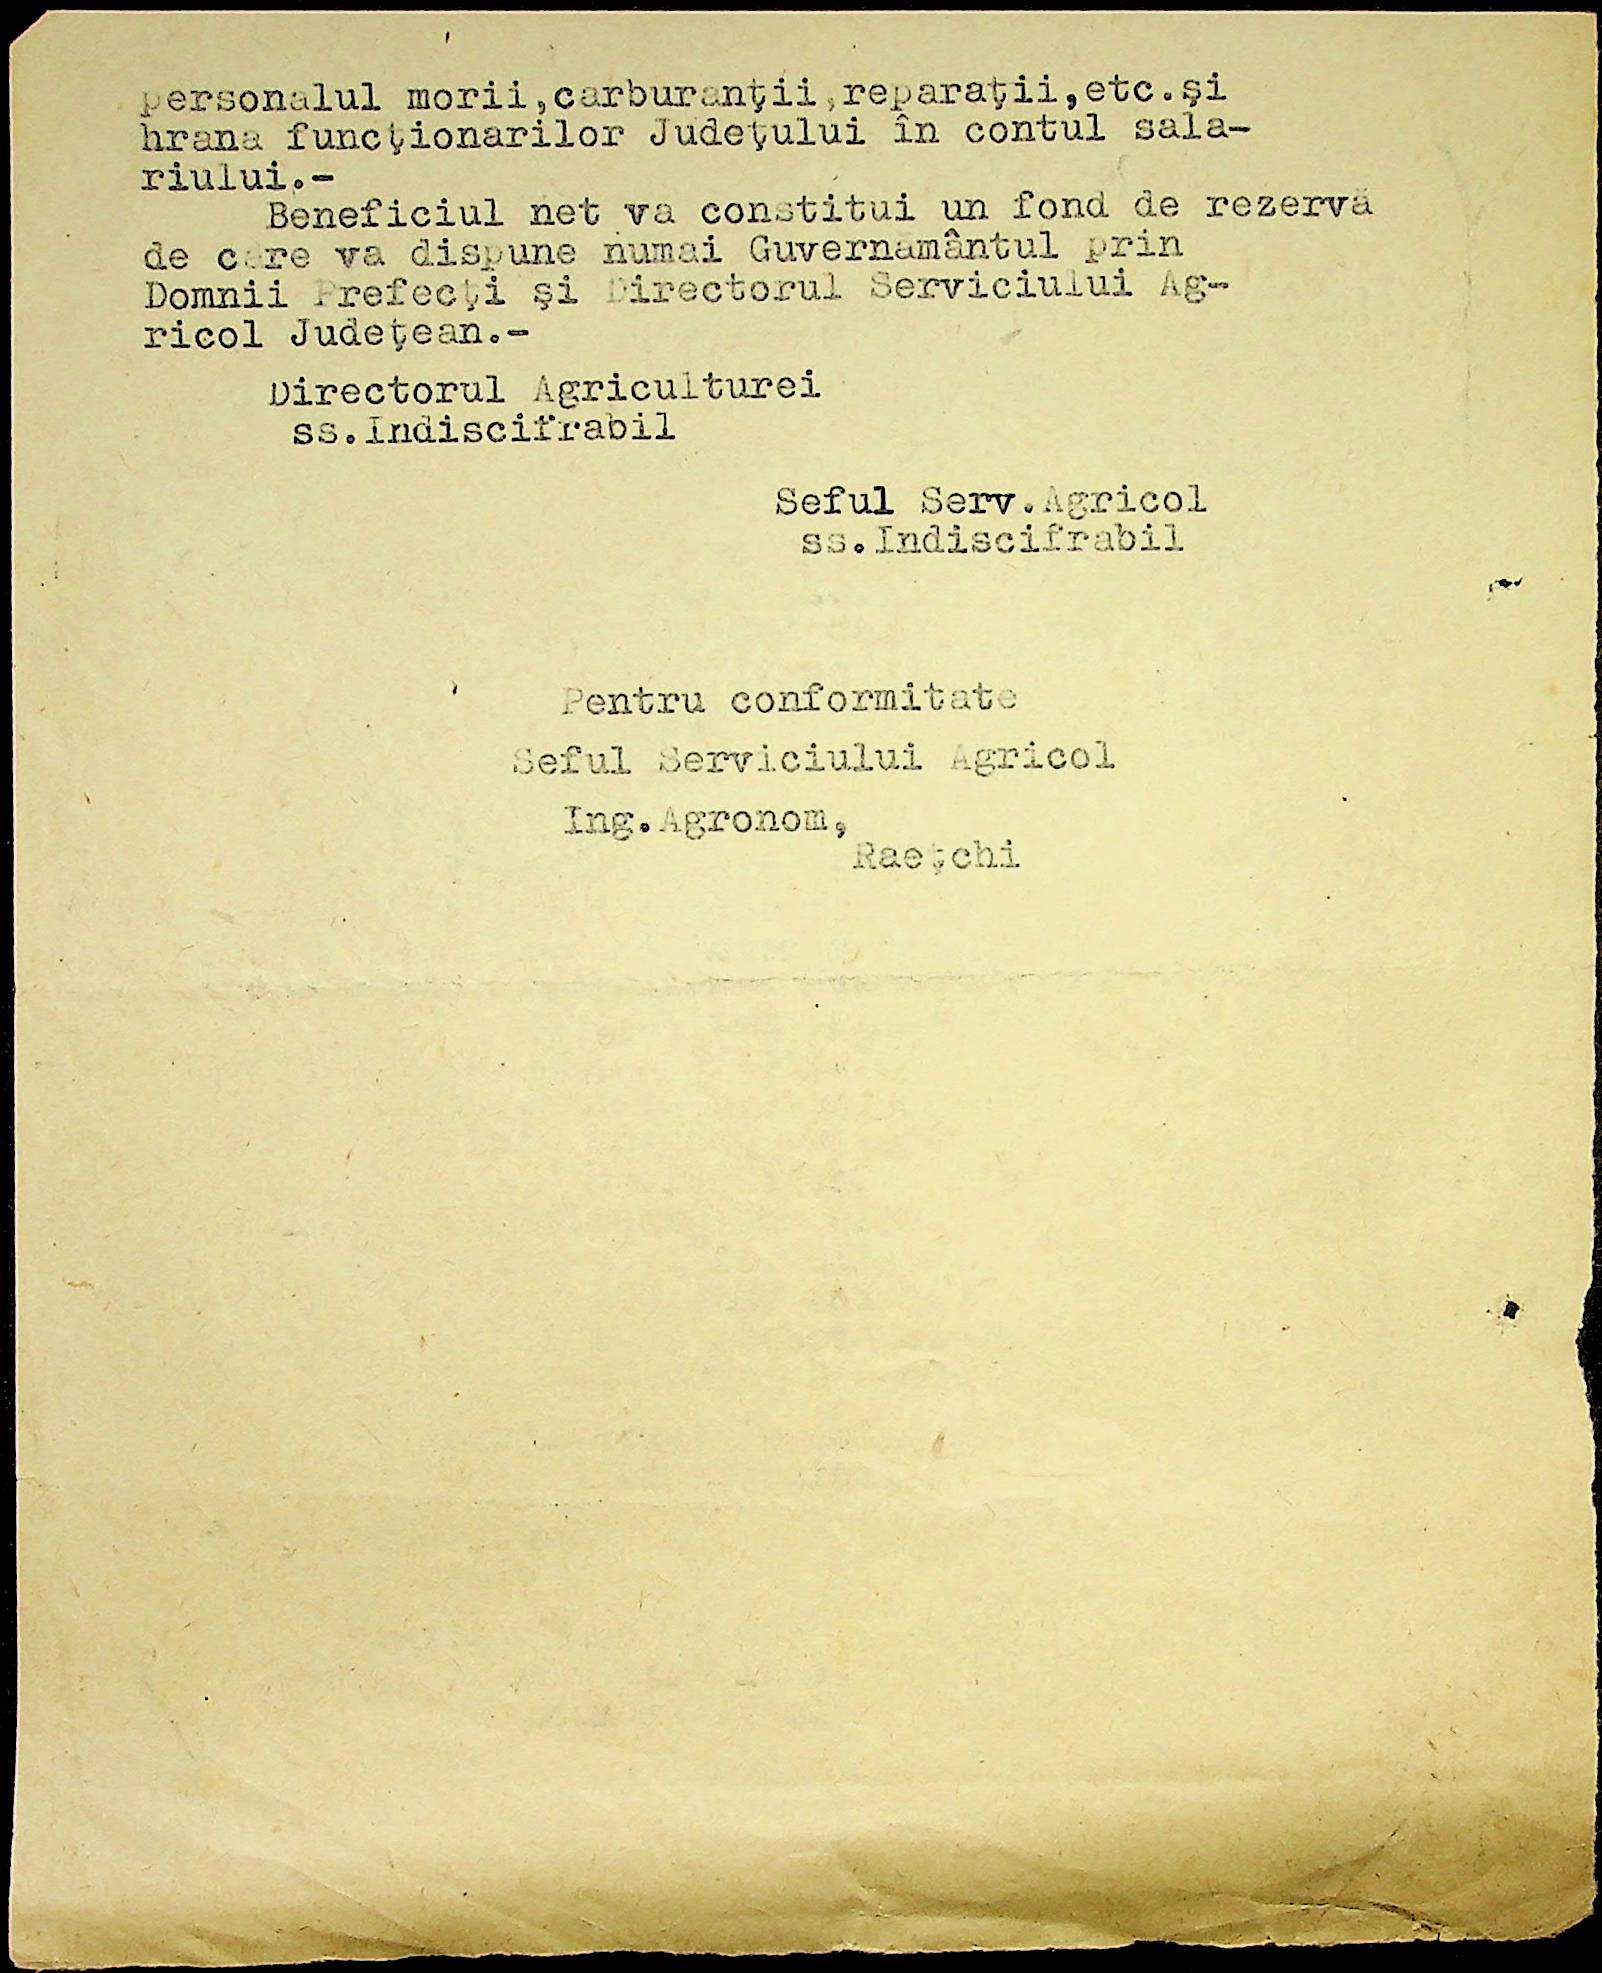 personalul morii,carburanţii,reparaţii,etc.şi
hrana funcţionarilor Judeţului în contul sala-
riului.-
Beneficiul net va constitui un fond de rezervă
de care va dispune numai Guvernământul prin
Domnii Prefecţi şi Directorul Serviciului Ag-
ricol Judeţean.-
Directorul Agriculturei
ss.Indiscifrabil
Seful Serv.Agricol
ss.Indiscifrabil
Pentru conformitate
Seful Serviciului Agricol
Ing.Agronom,
Raeţchi